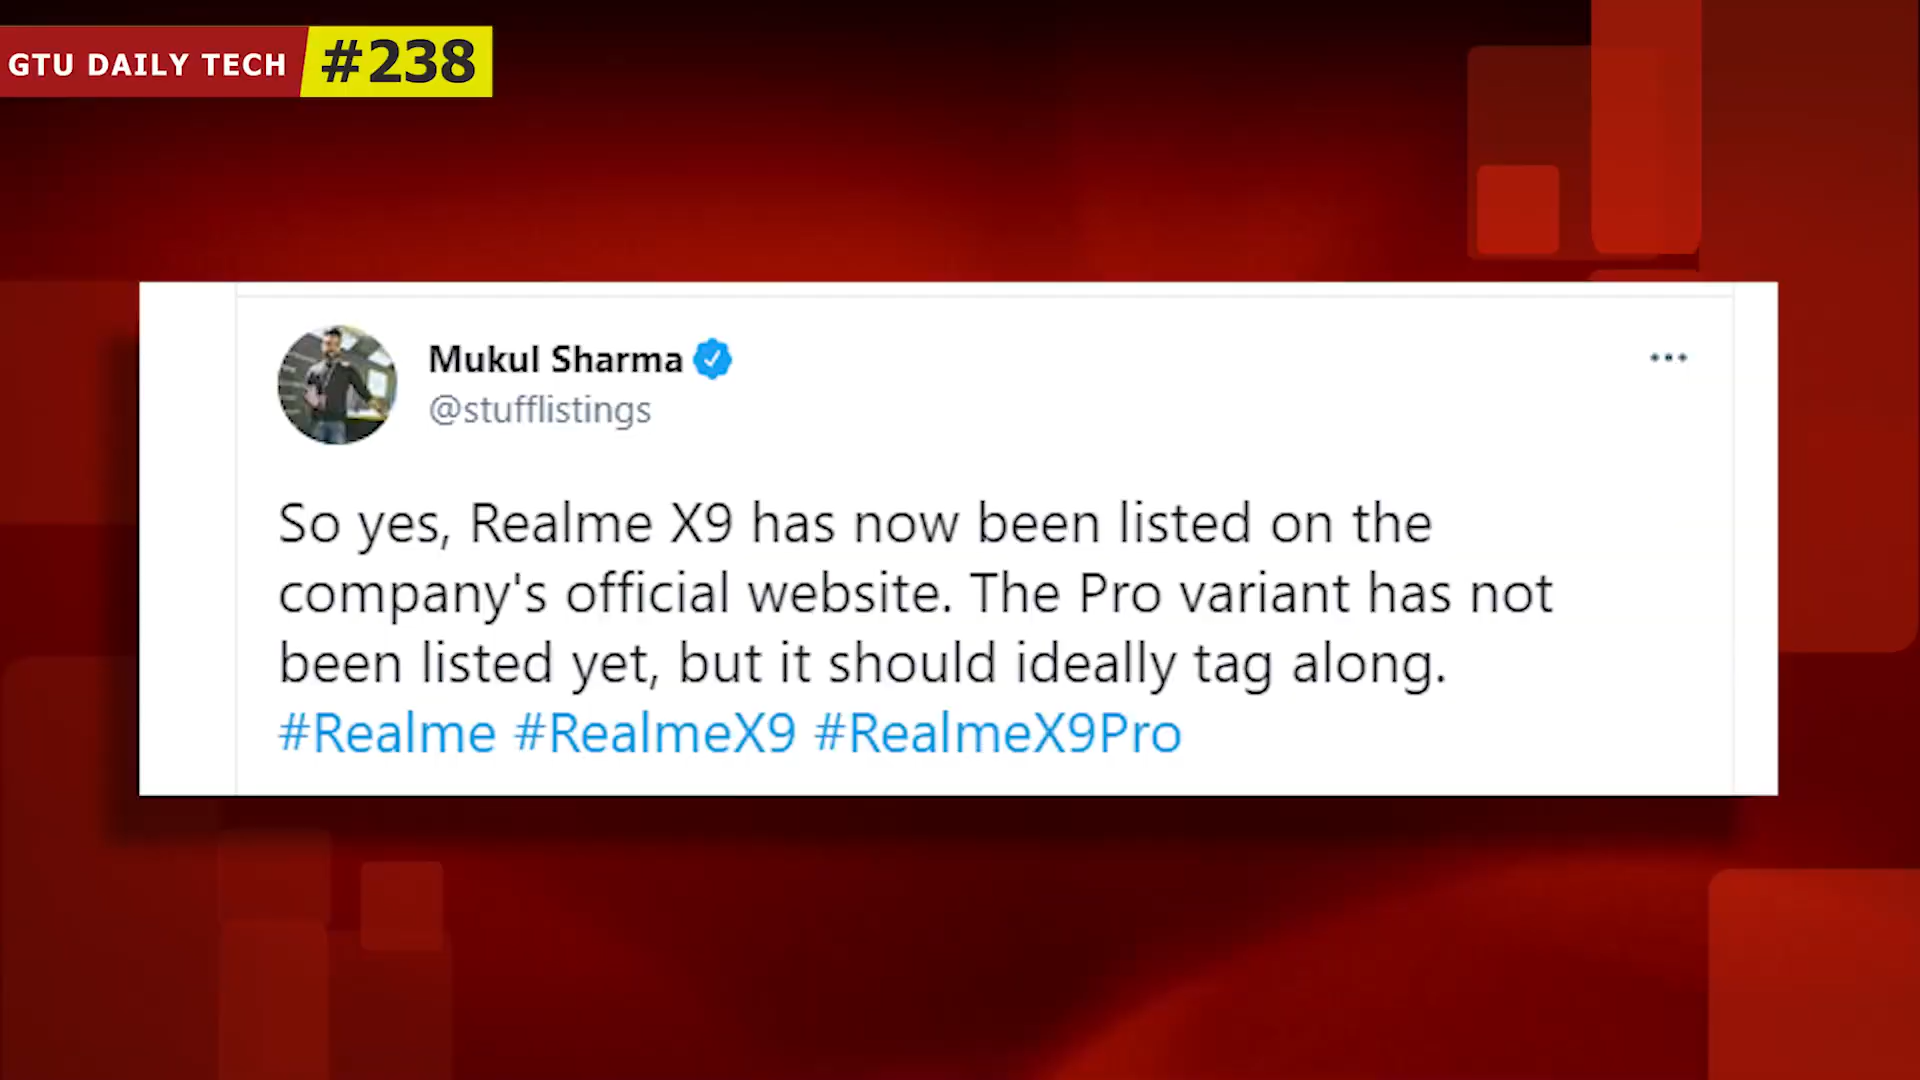 GTU DAILY TECH #238
Mukul Sharma
@stufflistings
So yes, Realme X9 has now been listed on the
company's official website. The Pro variant has not
been listed yet, but it should ideally tag along.
#Realme #RealmeX9 #RealmeX9Pro